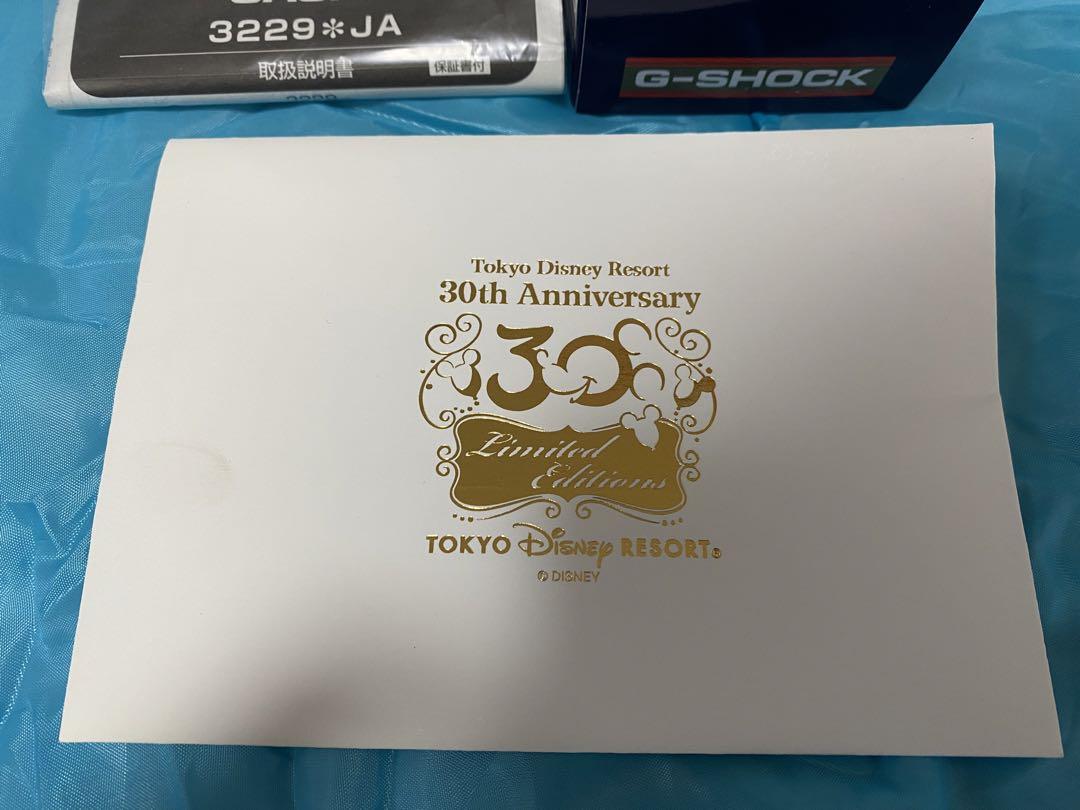 3229＊JA
取扱説明書
保証書付
G-SHOCK
Tokyo Disney Resort
30th Anniversary
30
Limited
Editions
TOKYO Disney RESORT®
© DISNEY